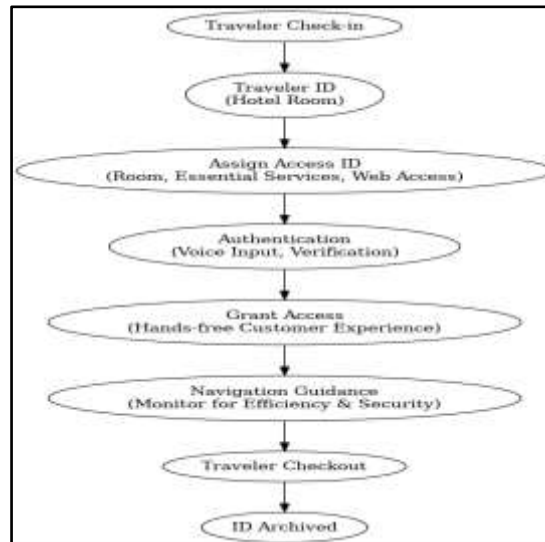 Traveler Check-in
Traveler ID
(Hotel Room)
Assign Access ID
(Room, Essential Services, Web Access)
Authentication
(Voice Input, Verification)
Grant Access
(Hands-free Customer Experience)
Navigation Guidance
(Monitor for Efficiency & Security)
Traveler Checkout
ID Archived